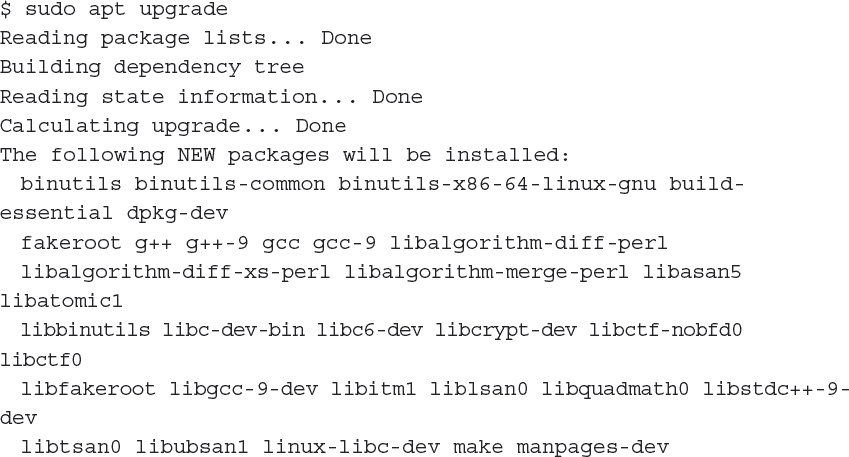 $ sudo apt upgrade
Reading package lists... Done
Building dependency tree
Reading state information... Done
Calculating upgrade... Done
The following NEW packages will be installed:
  binutils binutils-common binutils-x86-64-linux-gnu build-
essential dpkg-dev
  fakeroot g++ g++-9 gcc gcc-9 libalgorithm-diff-perl
  libalgorithm-diff-xs-perl libalgorithm-merge-perl libasan5
libatomic1
  libbinutils libc-dev-bin libc6-dev libcrypt-dev libctf-nobfd0
libctf0
  libfakeroot libgcc-9-dev libitm1 liblsan0 libquadmath0 libstdc++-9-
dev
  libtsan0 libubsan1 linux-libc-dev make manpages-dev